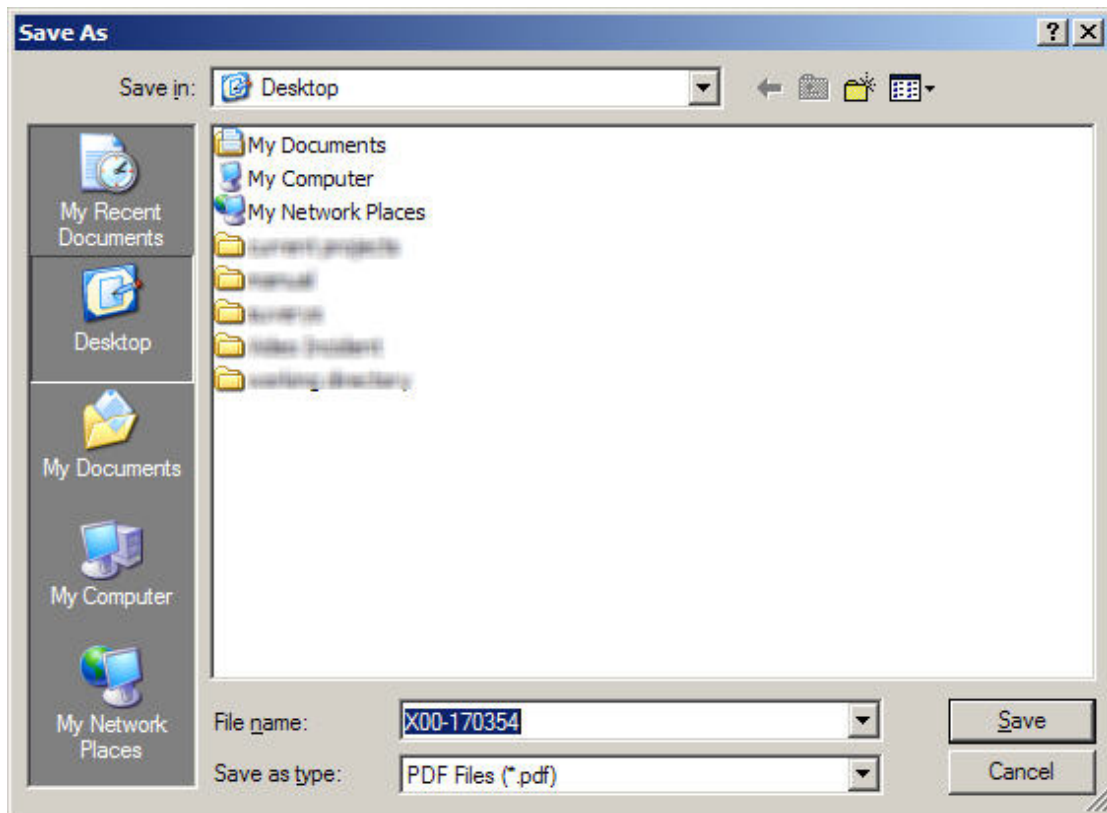 Save As
Save in:
Desktop
My Recent
Documents
Desktop
My Documents
My Computer
My Network
Places
My Documents
My Computer
My Network Places
File name:
X00-170354
Save
Save as type:
PDF Files (*.pdf)
Cancel